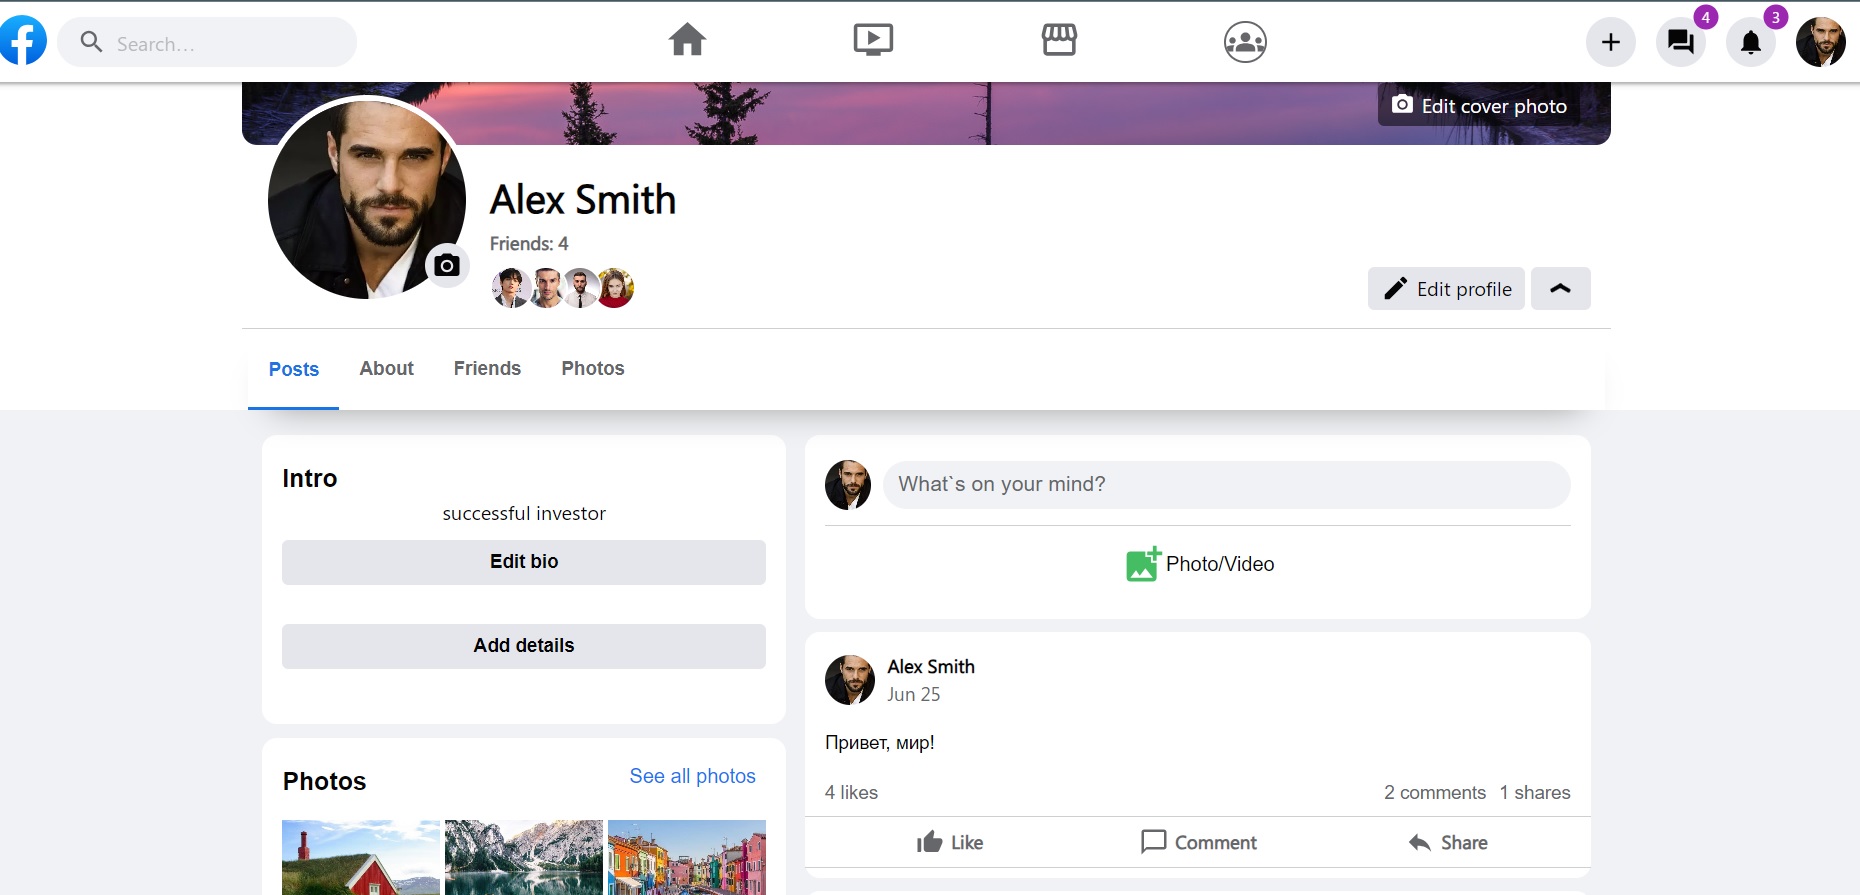 Search...
4
3
Edit cover photo
Alex Smith
Friends: 4
Edit profile
Posts
About
Friends
Photos
Intro
successful investor
Edit bio
Add details
Photos
See all photos
What`s on your mind?
Photo/Video
Alex Smith
Jun 25
Привет, мир!
4 likes
2 comments 1 shares
Like
Comment
Share